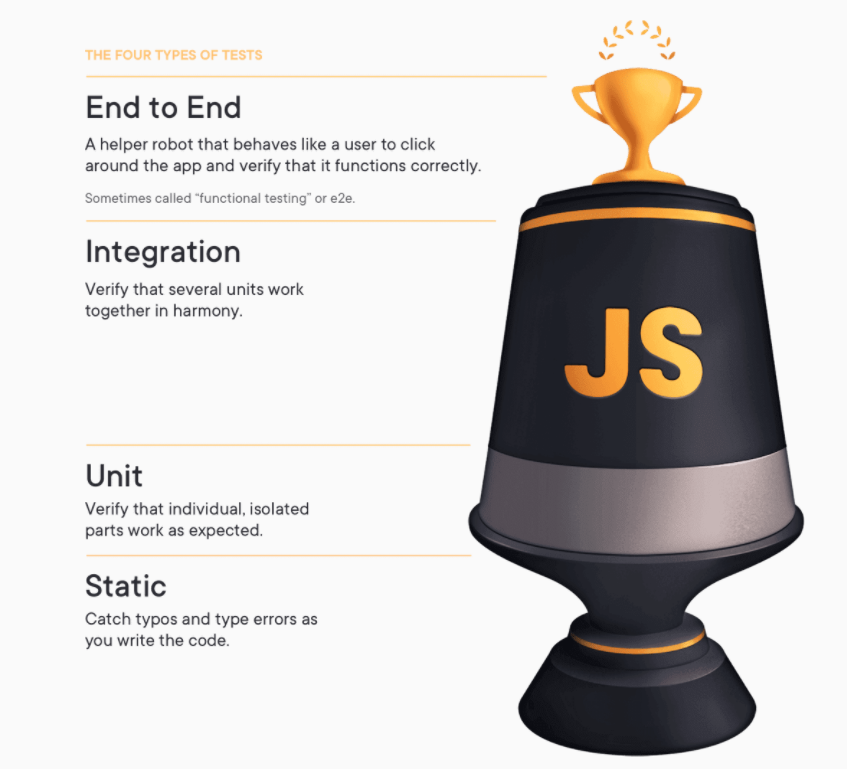 THE FOUR TYPES OF TESTS
End to End
A helper robot that behaves like a user to click
around the app and verify that it functions correctly.
Sometimes called “functional testing” or e2e.
Integration
Verify that several units work
together in harmony.
JS
Unit
Verify that individual, isolated
parts work as expected.
Static
Catch typos and type errors as
you write the code.